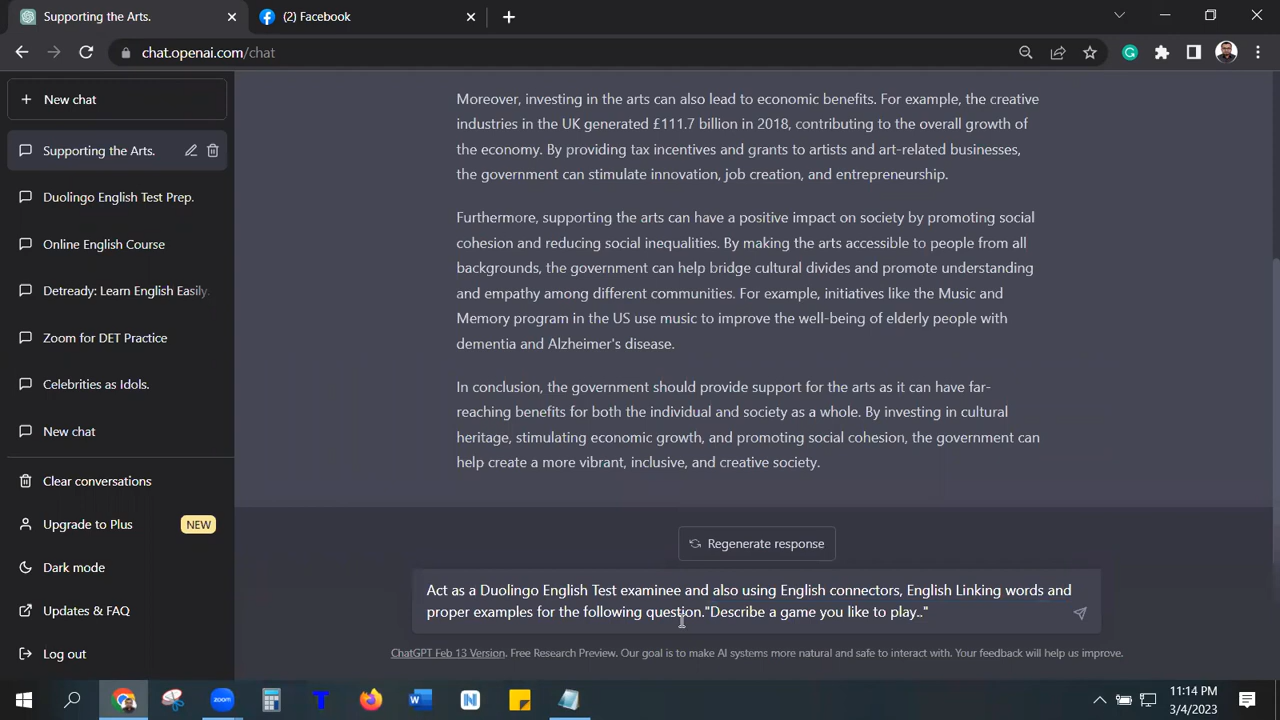 Supporting the Arts.
(2) Facebook
chat.openai.com/chat
New chat
Supporting the Arts.
Duolingo English Test Prep.
Online English Course
Detready: Learn English Easily.
Zoom for DET Practice
Celebrities as Idols.
New chat
Clear conversations
Upgrade to Plus NEW
Dark mode
Updates & FAQ
Log out
Moreover, investing in the arts can also lead to economic benefits. For example, the creative
industries in the UK generated £111.7 billion in 2018, contributing to the overall growth of
the economy. By providing tax incentives and grants to artists and art-related businesses,
the government can stimulate innovation, job creation, and entrepreneurship.
Furthermore, supporting the arts can have a positive impact on society by promoting social
cohesion and reducing social inequalities. By making the arts accessible to people from all
backgrounds, the government can help bridge cultural divides and promote understanding
and empathy among different communities. For example, initiatives like the Music and
Memory program in the US use music to improve the well-being of elderly people with
dementia and Alzheimer's disease.
In conclusion, the government should provide support for the arts as it can have far-
reaching benefits for both the individual and society as a whole. By investing in cultural
heritage, stimulating economic growth, and promoting social cohesion, the government can
help create a more vibrant, inclusive, and creative society.
Regenerate response
Act as a Duolingo English Test examinee and also using English connectors, English Linking words and
proper examples for the following question."Describe a game you like to play.."
ChatGPT Feb 13 Version. Free Research Preview. Our goal is to make AI systems more natural and safe to interact with. Your feedback will help us improve.
11:14 PM
3/4/2023